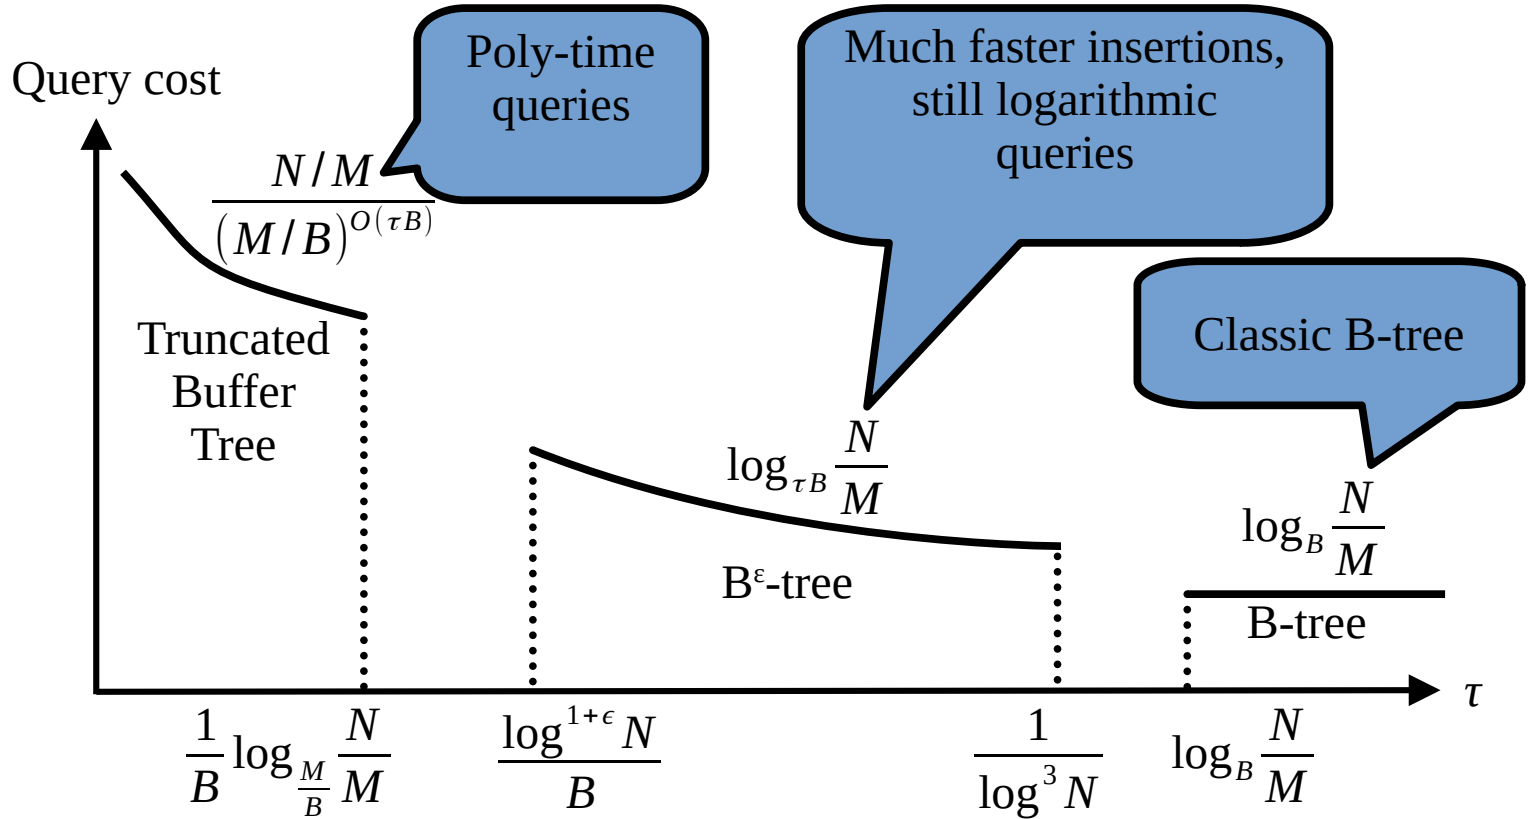 Query cost
Poly-time
queries
Much faster insertions,
still logarithmic
queries
Classic B-tree
N/M
(M/B)^{O(τB)}
Truncated
Buffer
Tree
log_{τB} N/M
B^ε-tree
log_B N/M
B-tree
τ
1/B log_{M/B} N/M
log^{1+ϵ} N / B
1 / log^3 N
log_B N/M